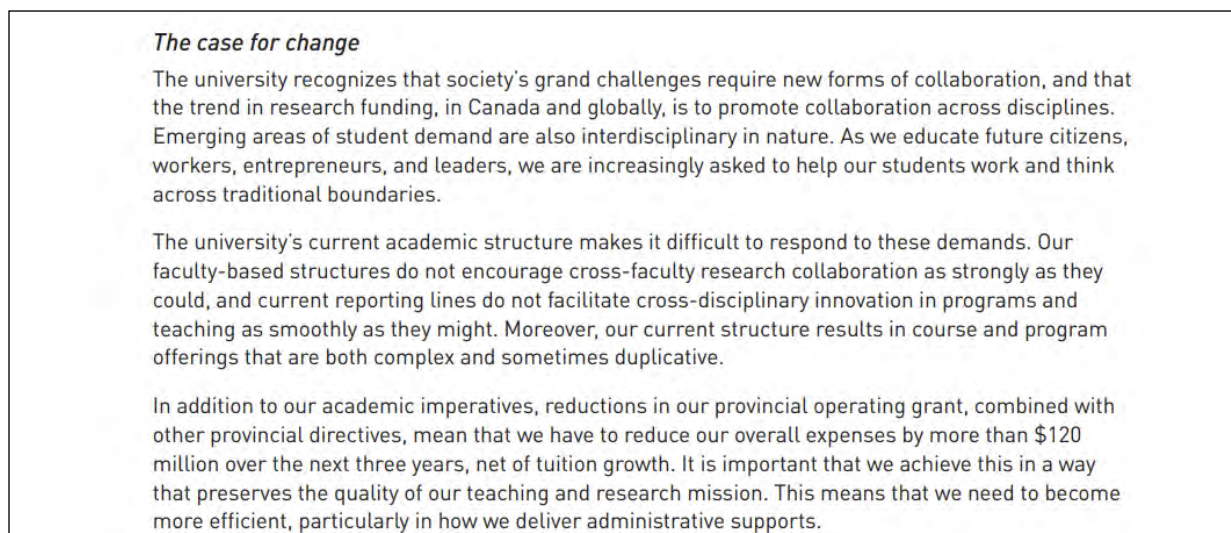 The case for change
The university recognizes that society's grand challenges require new forms of collaboration, and that
the trend in research funding, in Canada and globally, is to promote collaboration across disciplines.
Emerging areas of student demand are also interdisciplinary in nature. As we educate future citizens,
workers, entrepreneurs, and leaders, we are increasingly asked to help our students work and think
across traditional boundaries.
The university's current academic structure makes it difficult to respond to these demands. Our
faculty-based structures do not encourage cross-faculty research collaboration as strongly as they
could, and current reporting lines do not facilitate cross-disciplinary innovation in programs and
teaching as smoothly as they might. Moreover, our current structure results in course and program
offerings that are both complex and sometimes duplicative.
In addition to our academic imperatives, reductions in our provincial operating grant, combined with
other provincial directives, mean that we have to reduce our overall expenses by more than $120
million over the next three years, net of tuition growth. It is important that we achieve this in a way
that preserves the quality of our teaching and research mission. This means that we need to become
more efficient, particularly in how we deliver administrative supports.